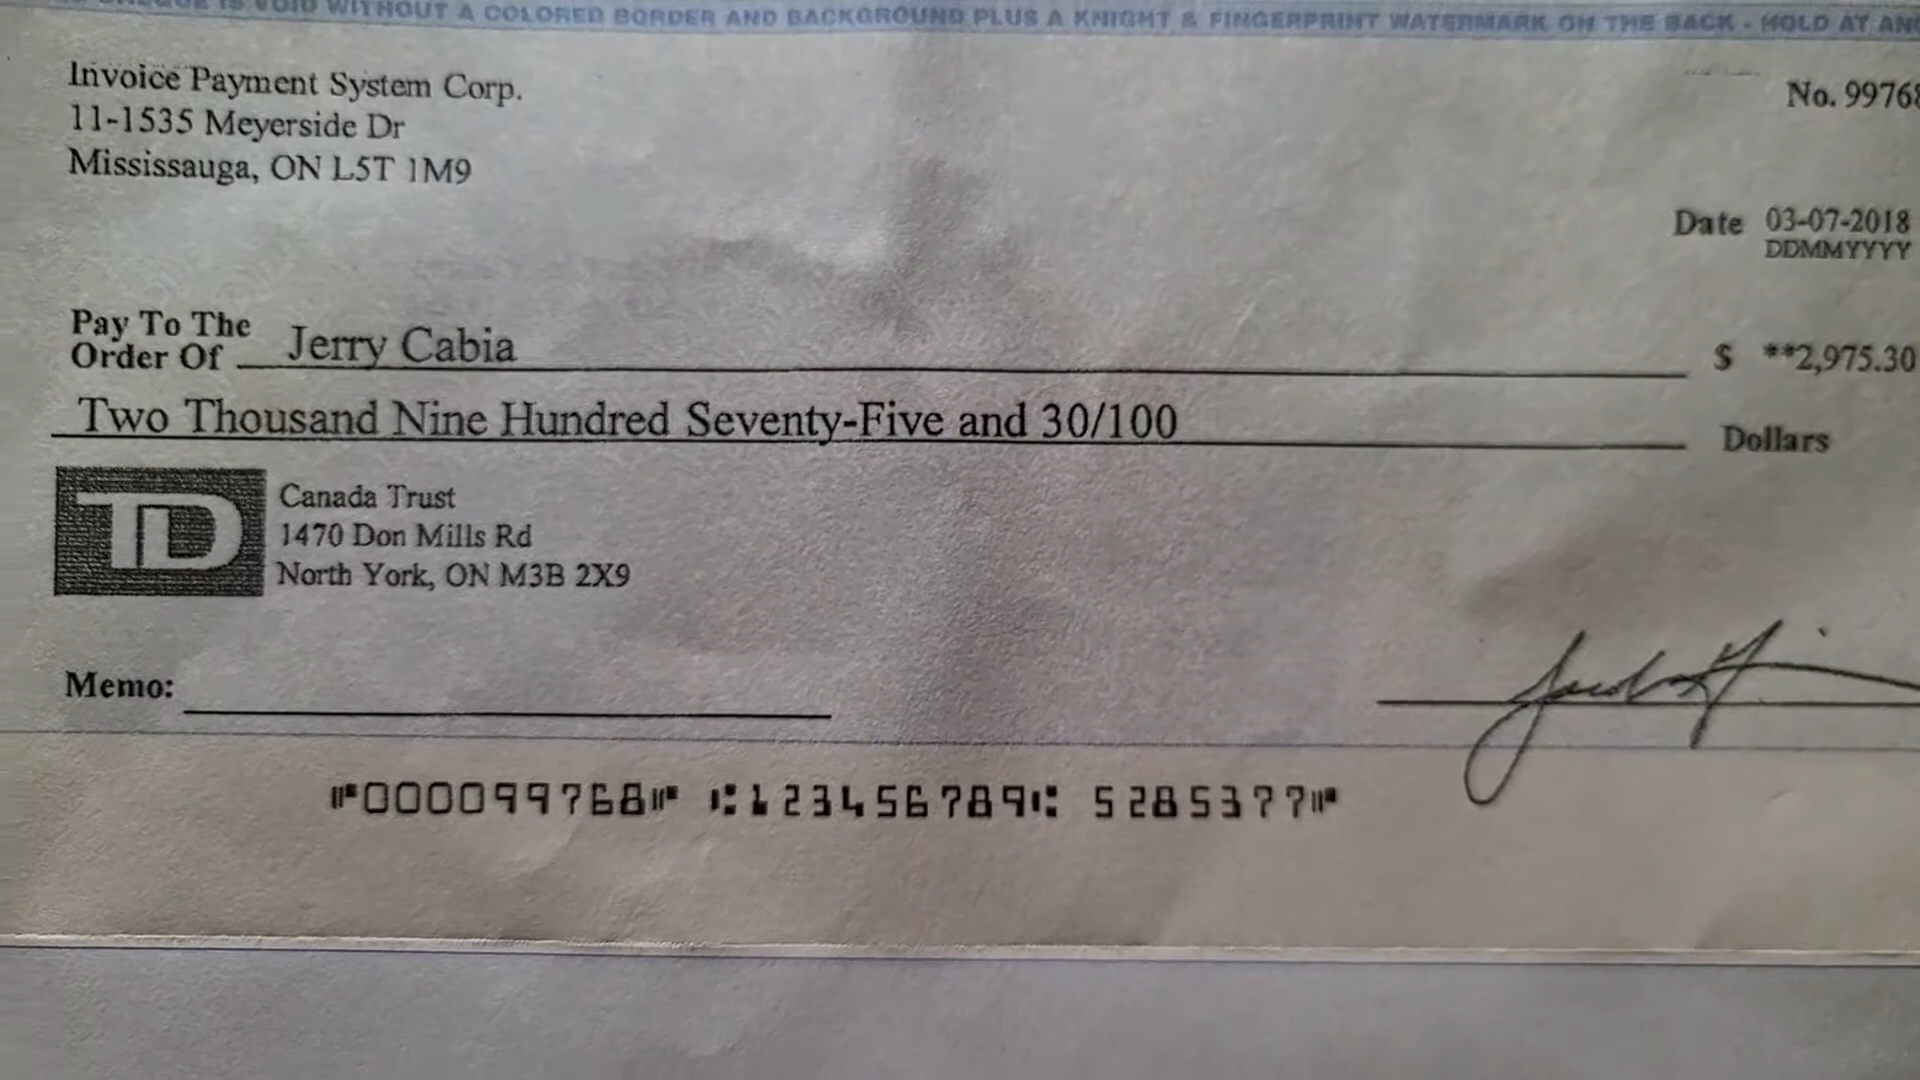 IS VOID WITHOUT A COLORED BORDER AND BACKGROUND PLUS A KNIGHT & FINGERPRINT WATERMARK ON THE BACK - HOLD AT
Invoice Payment System Corp.
11-1535 Meyerside Dr
Mississauga, ON L5T 1M9
No. 99768
Date 03-07-2018
DDMMYYYY
Pay To The
Order Of Jerry Cabia
$ **2,975.30
Two Thousand Nine Hundred Seventy-Five and 30/100
Dollars
TD
Canada Trust
1470 Don Mills Rd
North York, ON M3B 2X9
Memo:
⑈000099768⑈ ⑆123456789⑆ 5285377⑈